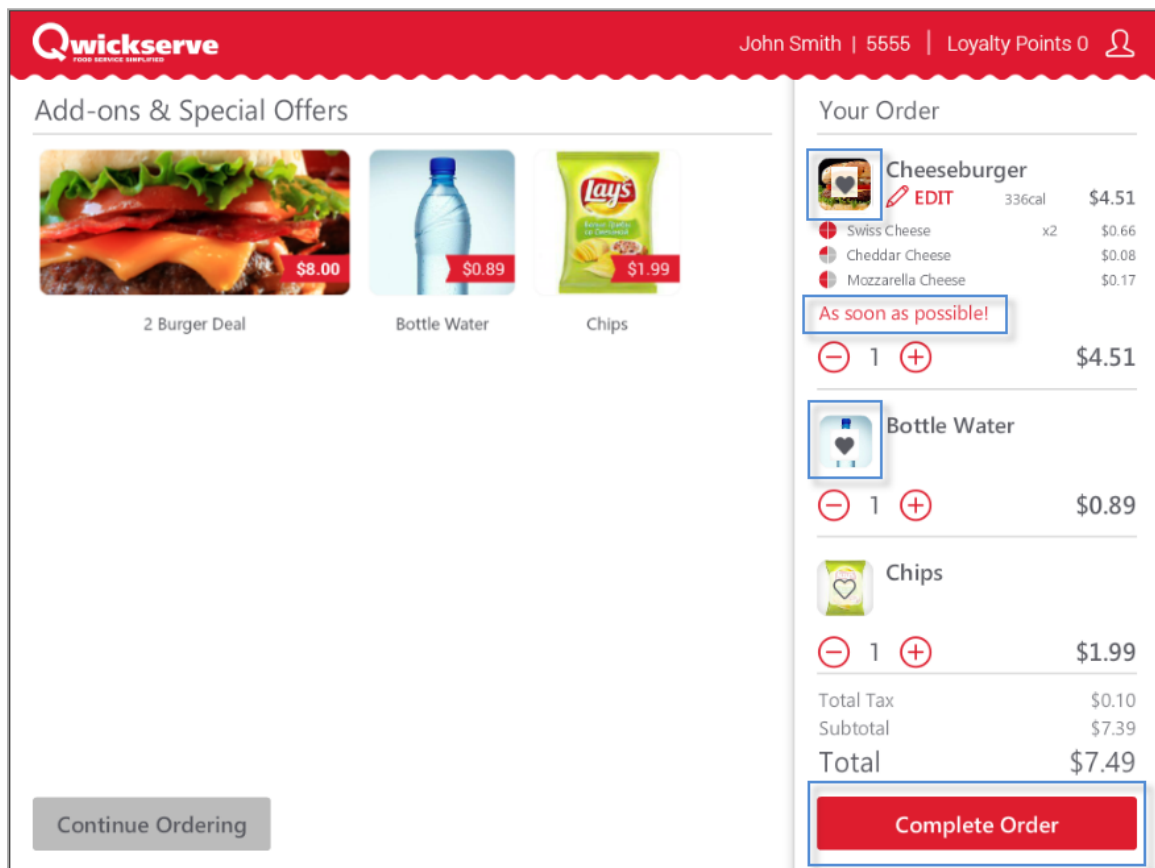 Qwickserve
FOOD SERVICE SIMPLIFIED
John Smith | 5555 | Loyalty Points 0
Add-ons & Special Offers
$8.00
2 Burger Deal
$0.89
Bottle Water
Lay's
$1.99
Chips
Continue Ordering
Your Order
Cheeseburger
EDIT 336cal $4.51
Swiss Cheese x2 $0.66
Cheddar Cheese $0.08
Mozzarella Cheese $0.17
As soon as possible!
1 $4.51
Bottle Water
1 $0.89
Chips
1 $1.99
Total Tax $0.10
Subtotal $7.39
Total $7.49
Complete Order